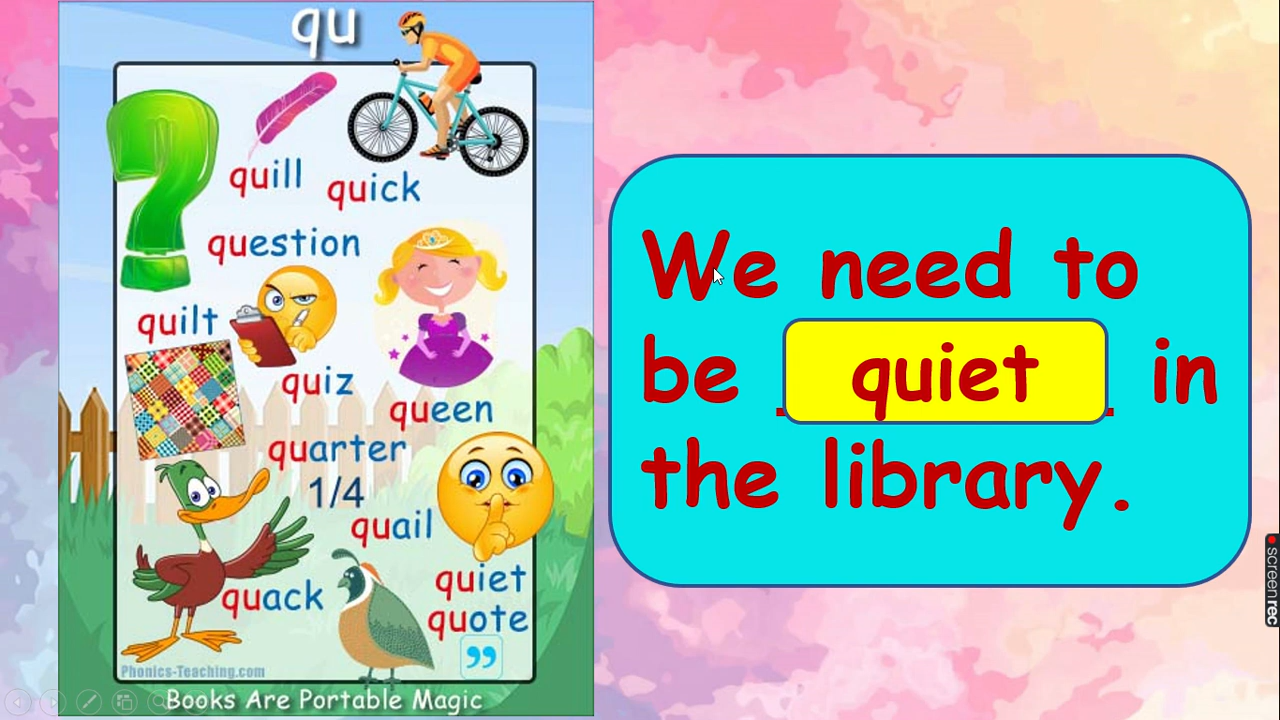 qu
quill
quick
question
quilt
quiz
queen
quarter
1/4
quail
quack
quiet
quote
”
Phonics-Teaching.com
Books Are Portable Magic
We need to
be quiet in
the library.
screenrec